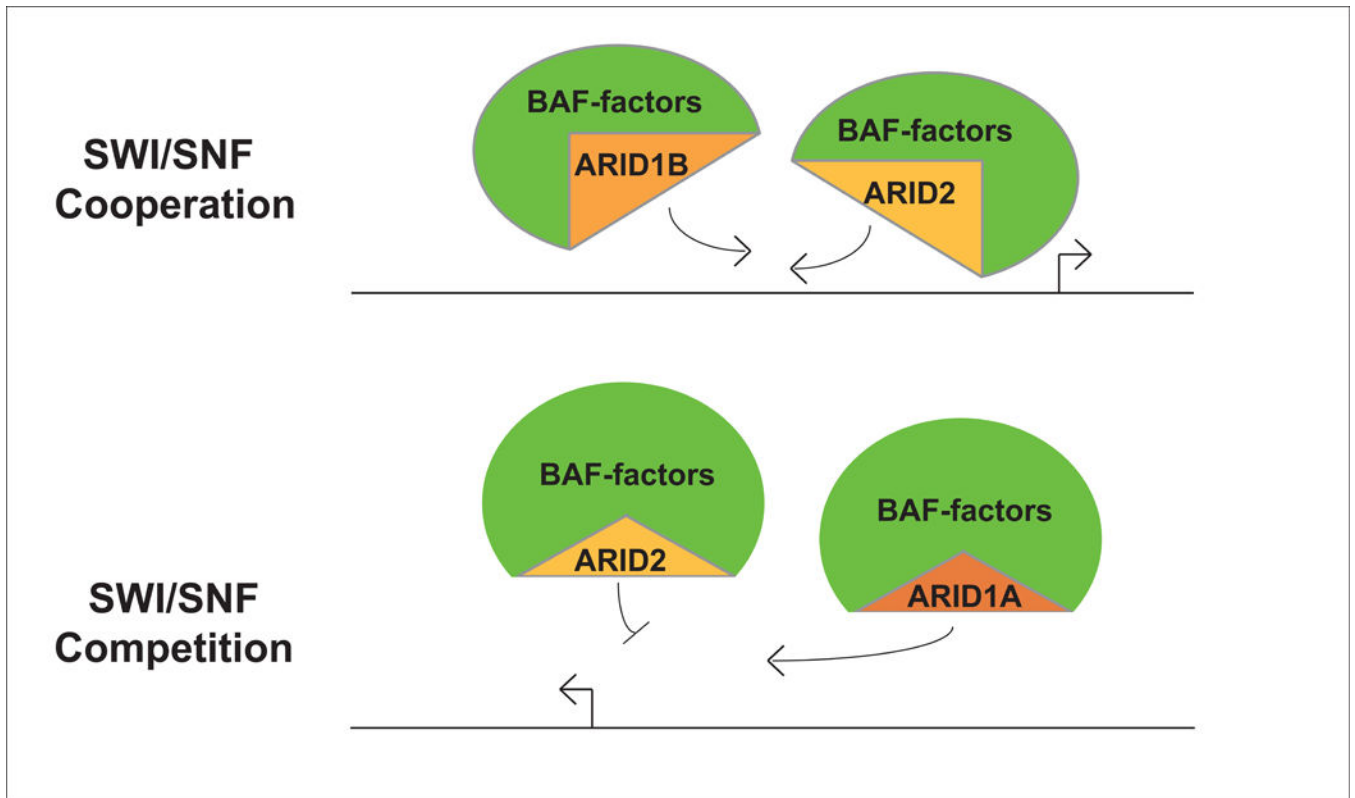 SWI/SNF
Cooperation
BAF-factors
ARID1B
BAF-factors
ARID2
SWI/SNF
Competition
BAF-factors
ARID2
BAF-factors
ARID1A